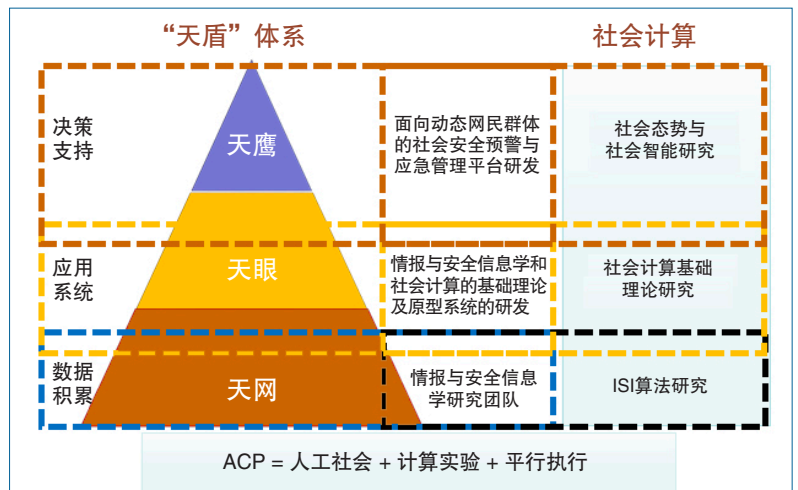 “天盾”体系
社会计算
决策
支持
天鹰
面向动态网民群体
的社会安全预警与
应急管理平台研发
社会态势与
社会智能研究
应用
系统
天眼
情报与安全信息学和
社会计算的基础理论
及原型系统的研发
社会计算基础
理论研究
数据
积累
天网
情报与安全信息
学研究团队
ISI算法研究
ACP = 人工社会 + 计算实验 + 平行执行